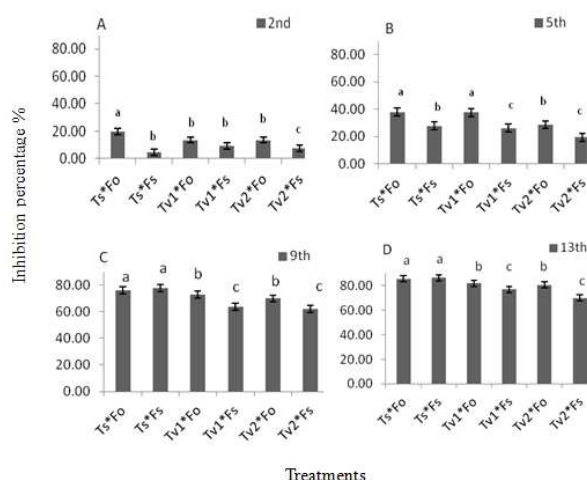 A
2nd
80.00
60.00
40.00
20.00
0.00
a
b
b
b
b
c
Ts*Fo
Ts*Fs
Tv1*Fo
Tv1*Fs
Tv2*Fo
Tv2*Fs
B
5th
80.00
60.00
40.00
20.00
0.00
a
b
a
c
b
c
Ts*Fo
Ts*Fs
Tv1*Fo
Tv1*Fs
Tv2*Fo
Tv2*Fs
Inhibition percentage %
C
9th
80.00
60.00
40.00
20.00
0.00
a
a
b
c
b
c
Ts*Fo
Ts*Fs
Tv1*Fo
Tv1*Fs
Tv2*Fo
Tv2*Fs
D
13th
80.00
60.00
40.00
20.00
0.00
a
a
b
c
b
c
Ts*Fo
Ts*Fs
Tv1*Fo
Tv1*Fs
Tv2*Fo
Tv2*Fs
Treatments